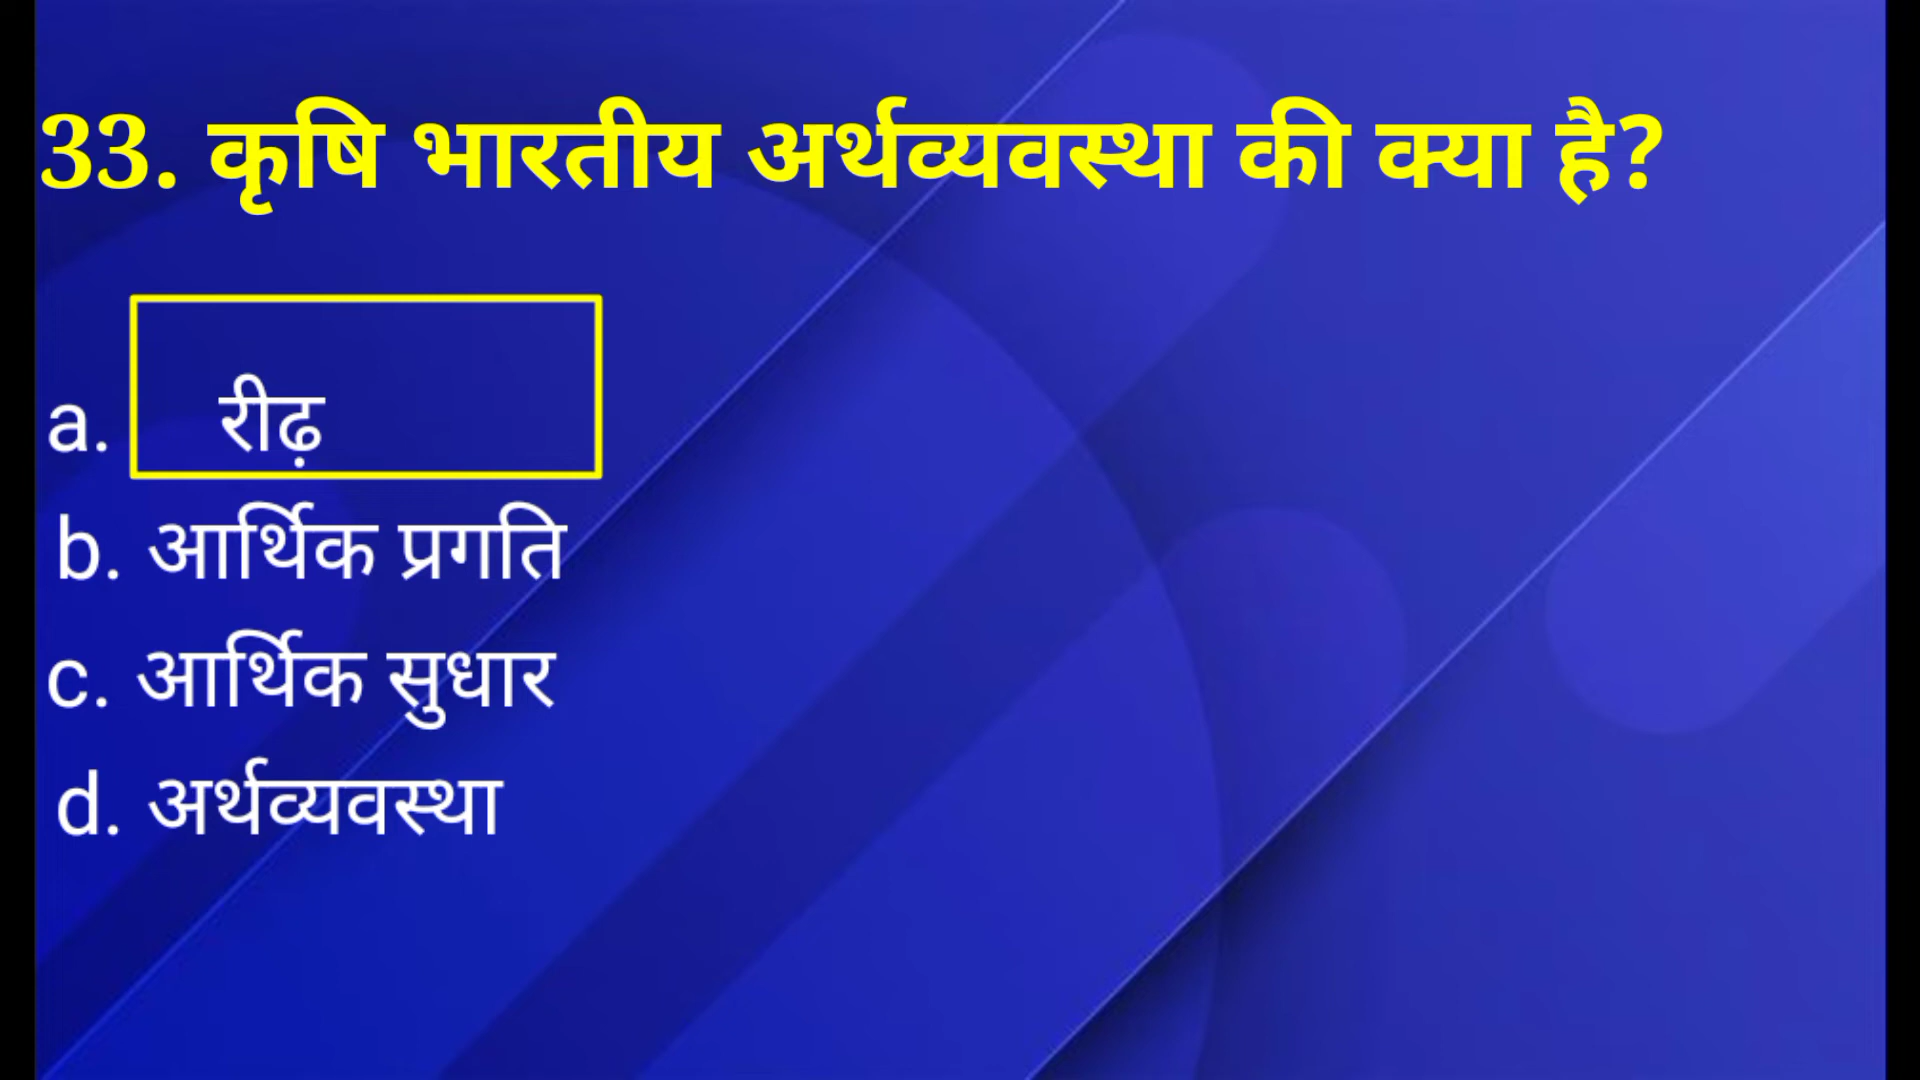 33. कृषि भारतीय अर्थव्यवस्था की क्या है?
a. रीढ़
b. आर्थिक प्रगति
c. आर्थिक सुधार
d. अर्थव्यवस्था